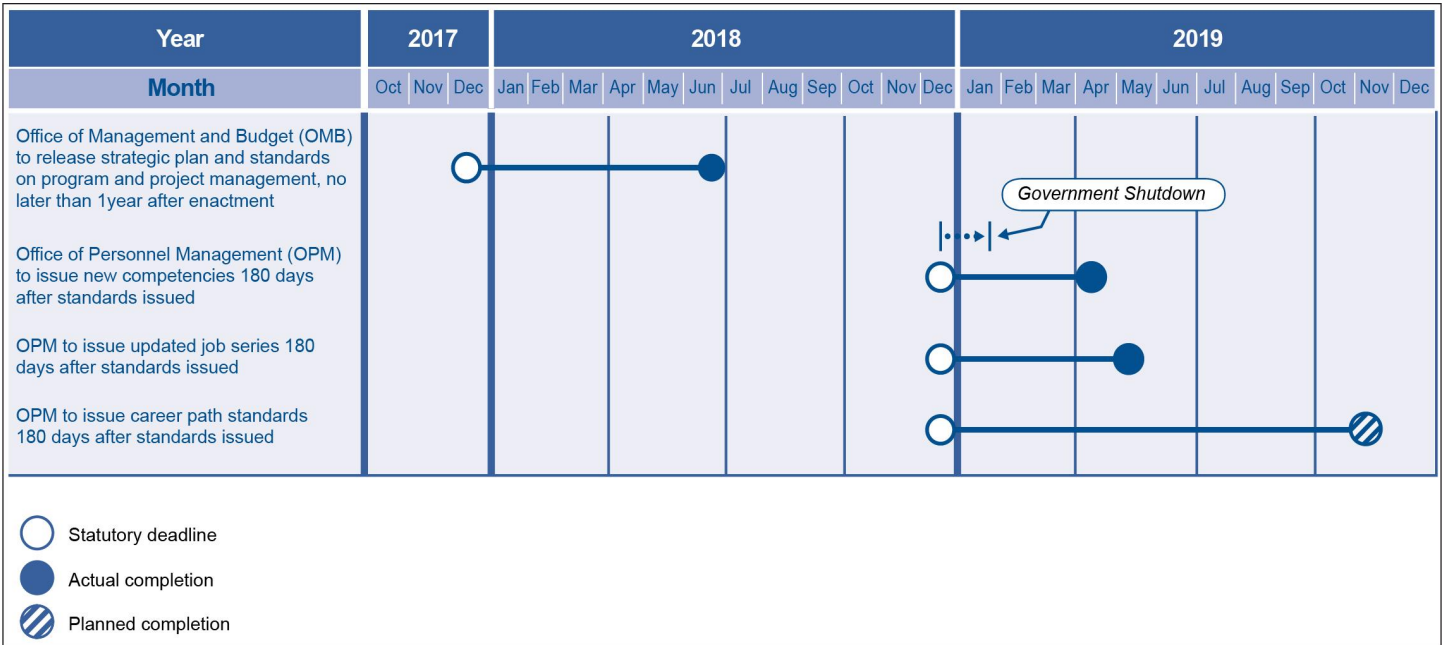 Year 2017 2018 2019
Month Oct Nov Dec Jan Feb Mar Apr May Jun Jul Aug Sep Oct Nov Dec Jan Feb Mar Apr May Jun Jul Aug Sep Oct Nov Dec
Office of Management and Budget (OMB)
to release strategic plan and standards
on program and project management, no
later than 1year after enactment
Government Shutdown
Office of Personnel Management (OPM)
to issue new competencies 180 days
after standards issued
OPM to issue updated job series 180
days after standards issued
OPM to issue career path standards
180 days after standards issued
Statutory deadline
Actual completion
Planned completion